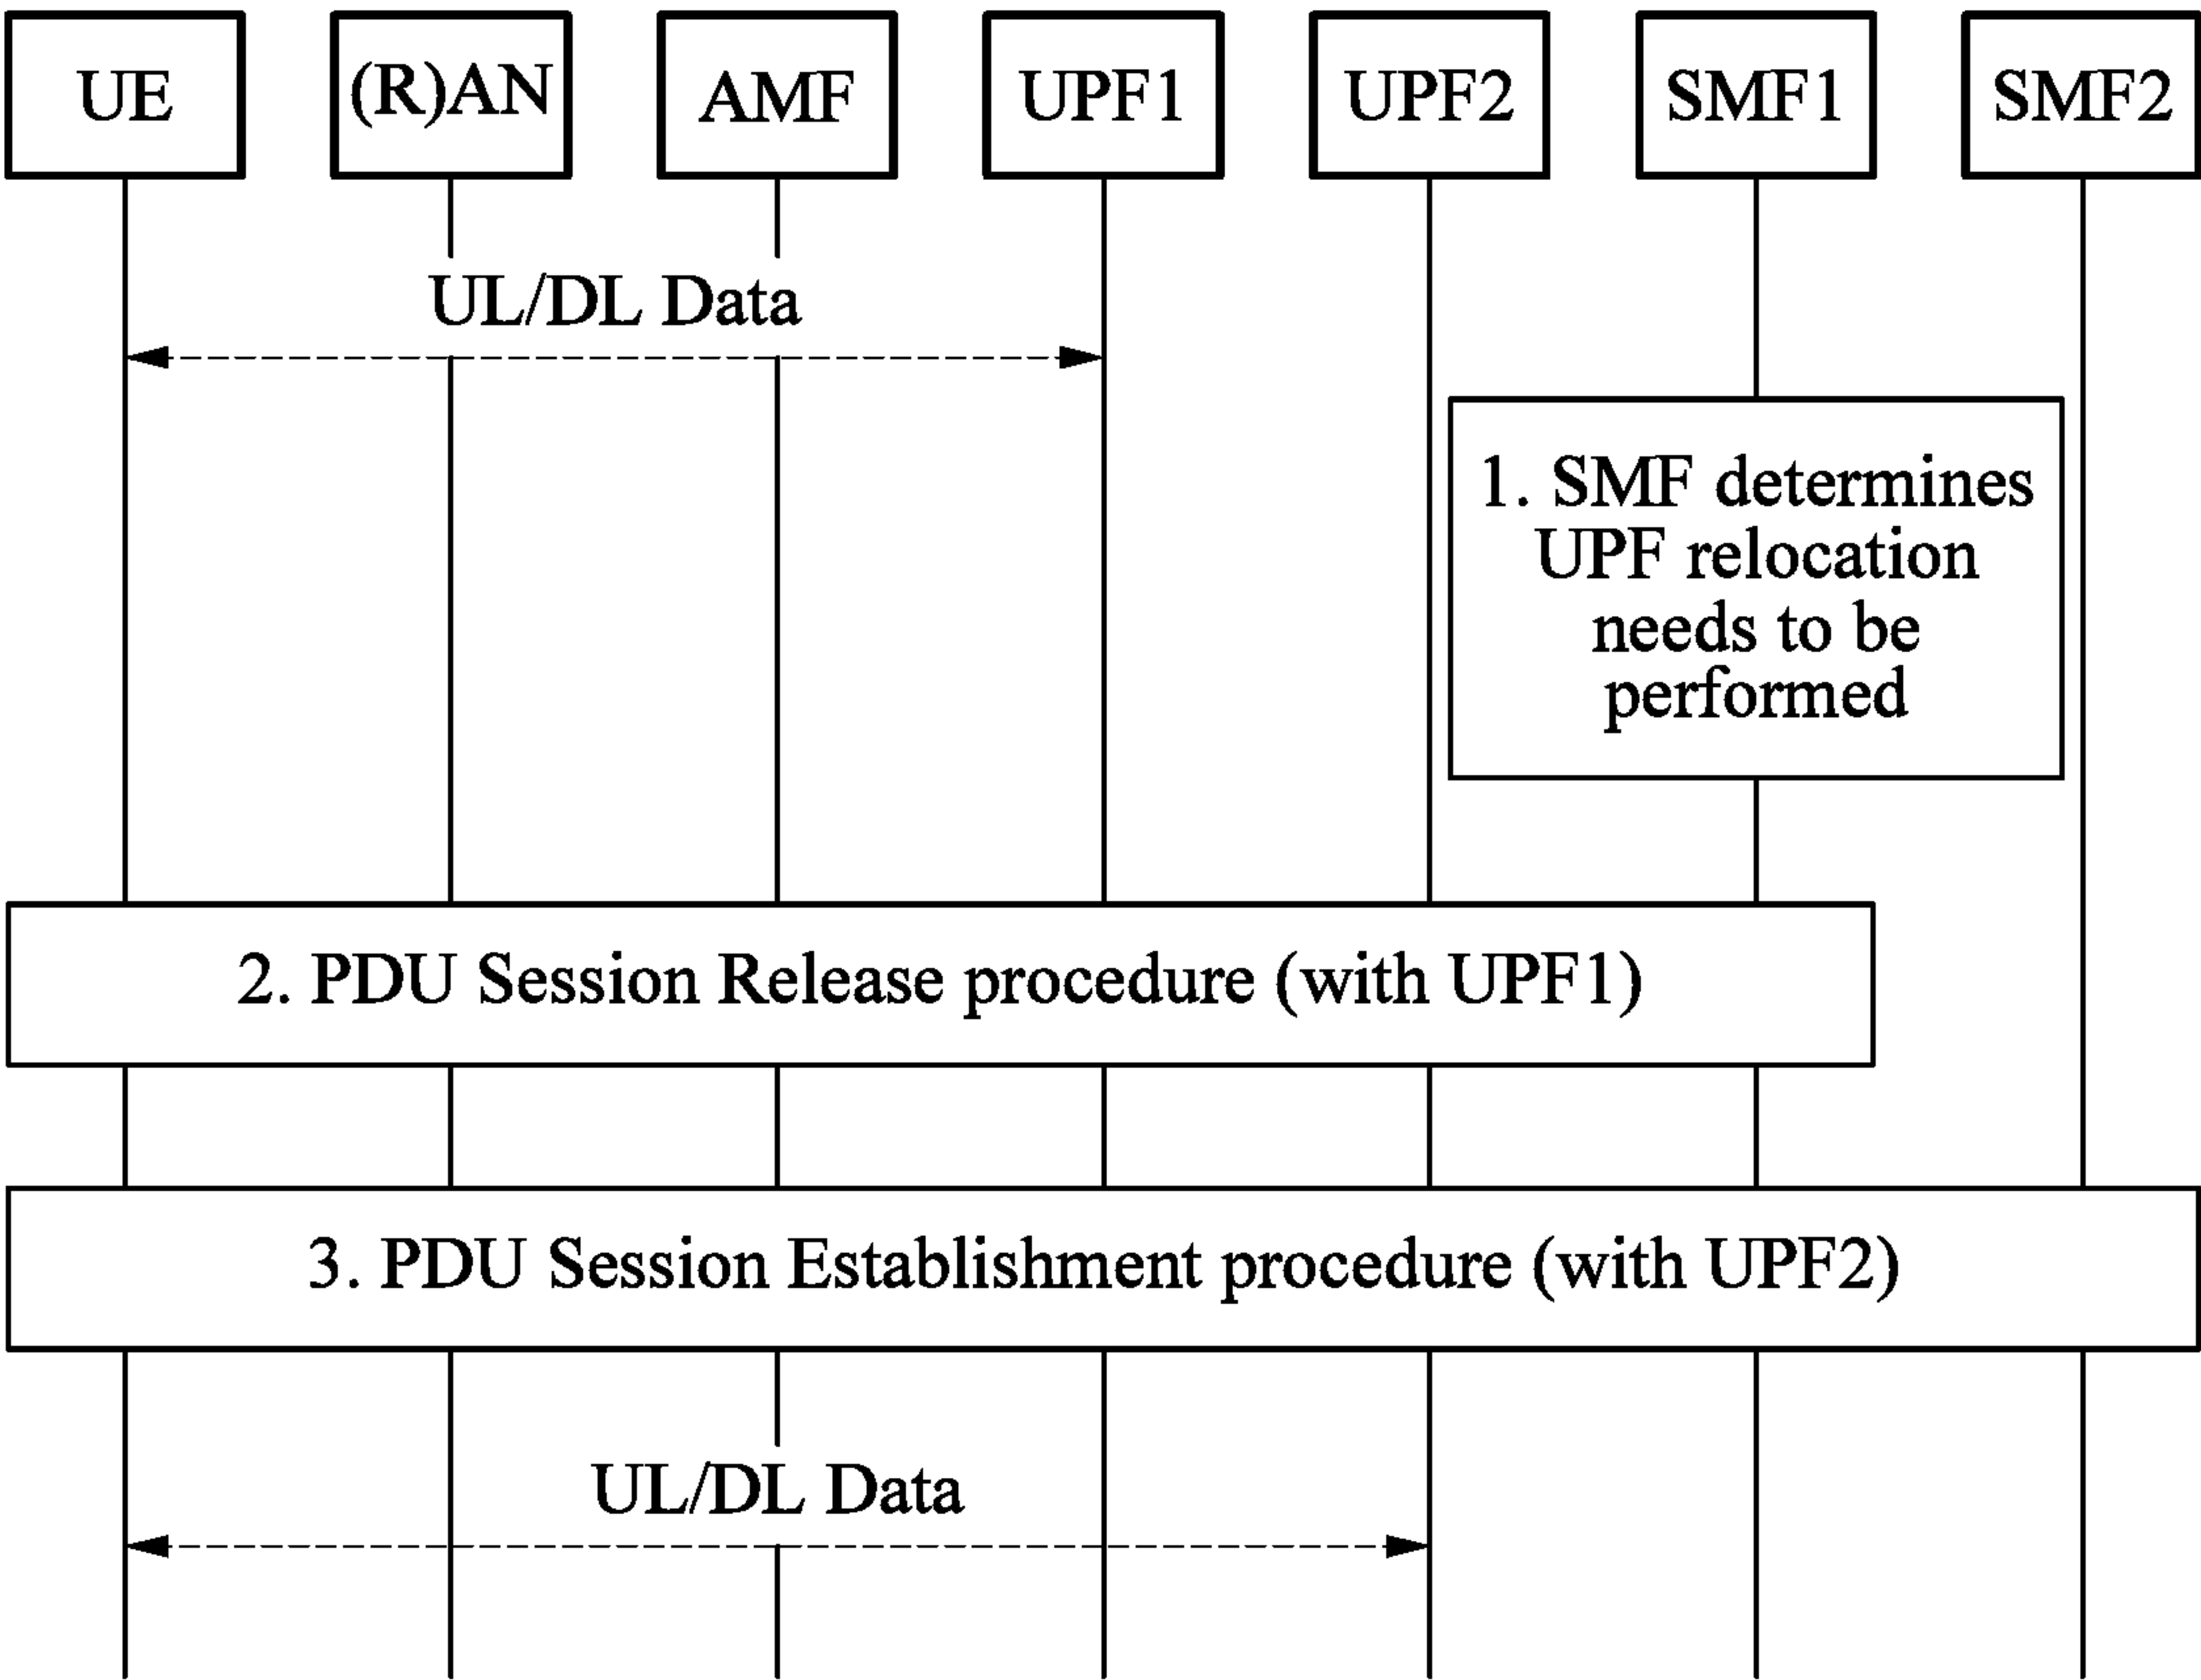 UE
(R)AN
AMF
UPF1
UPF2
SMF1
SMF2
UL/DL Data
1. SMF determines
UPF relocation
needs to be
performed
2. PDU Session Release procedure (with UPF1)
3. PDU Session Establishment procedure (with UPF2)
UL/DL Data